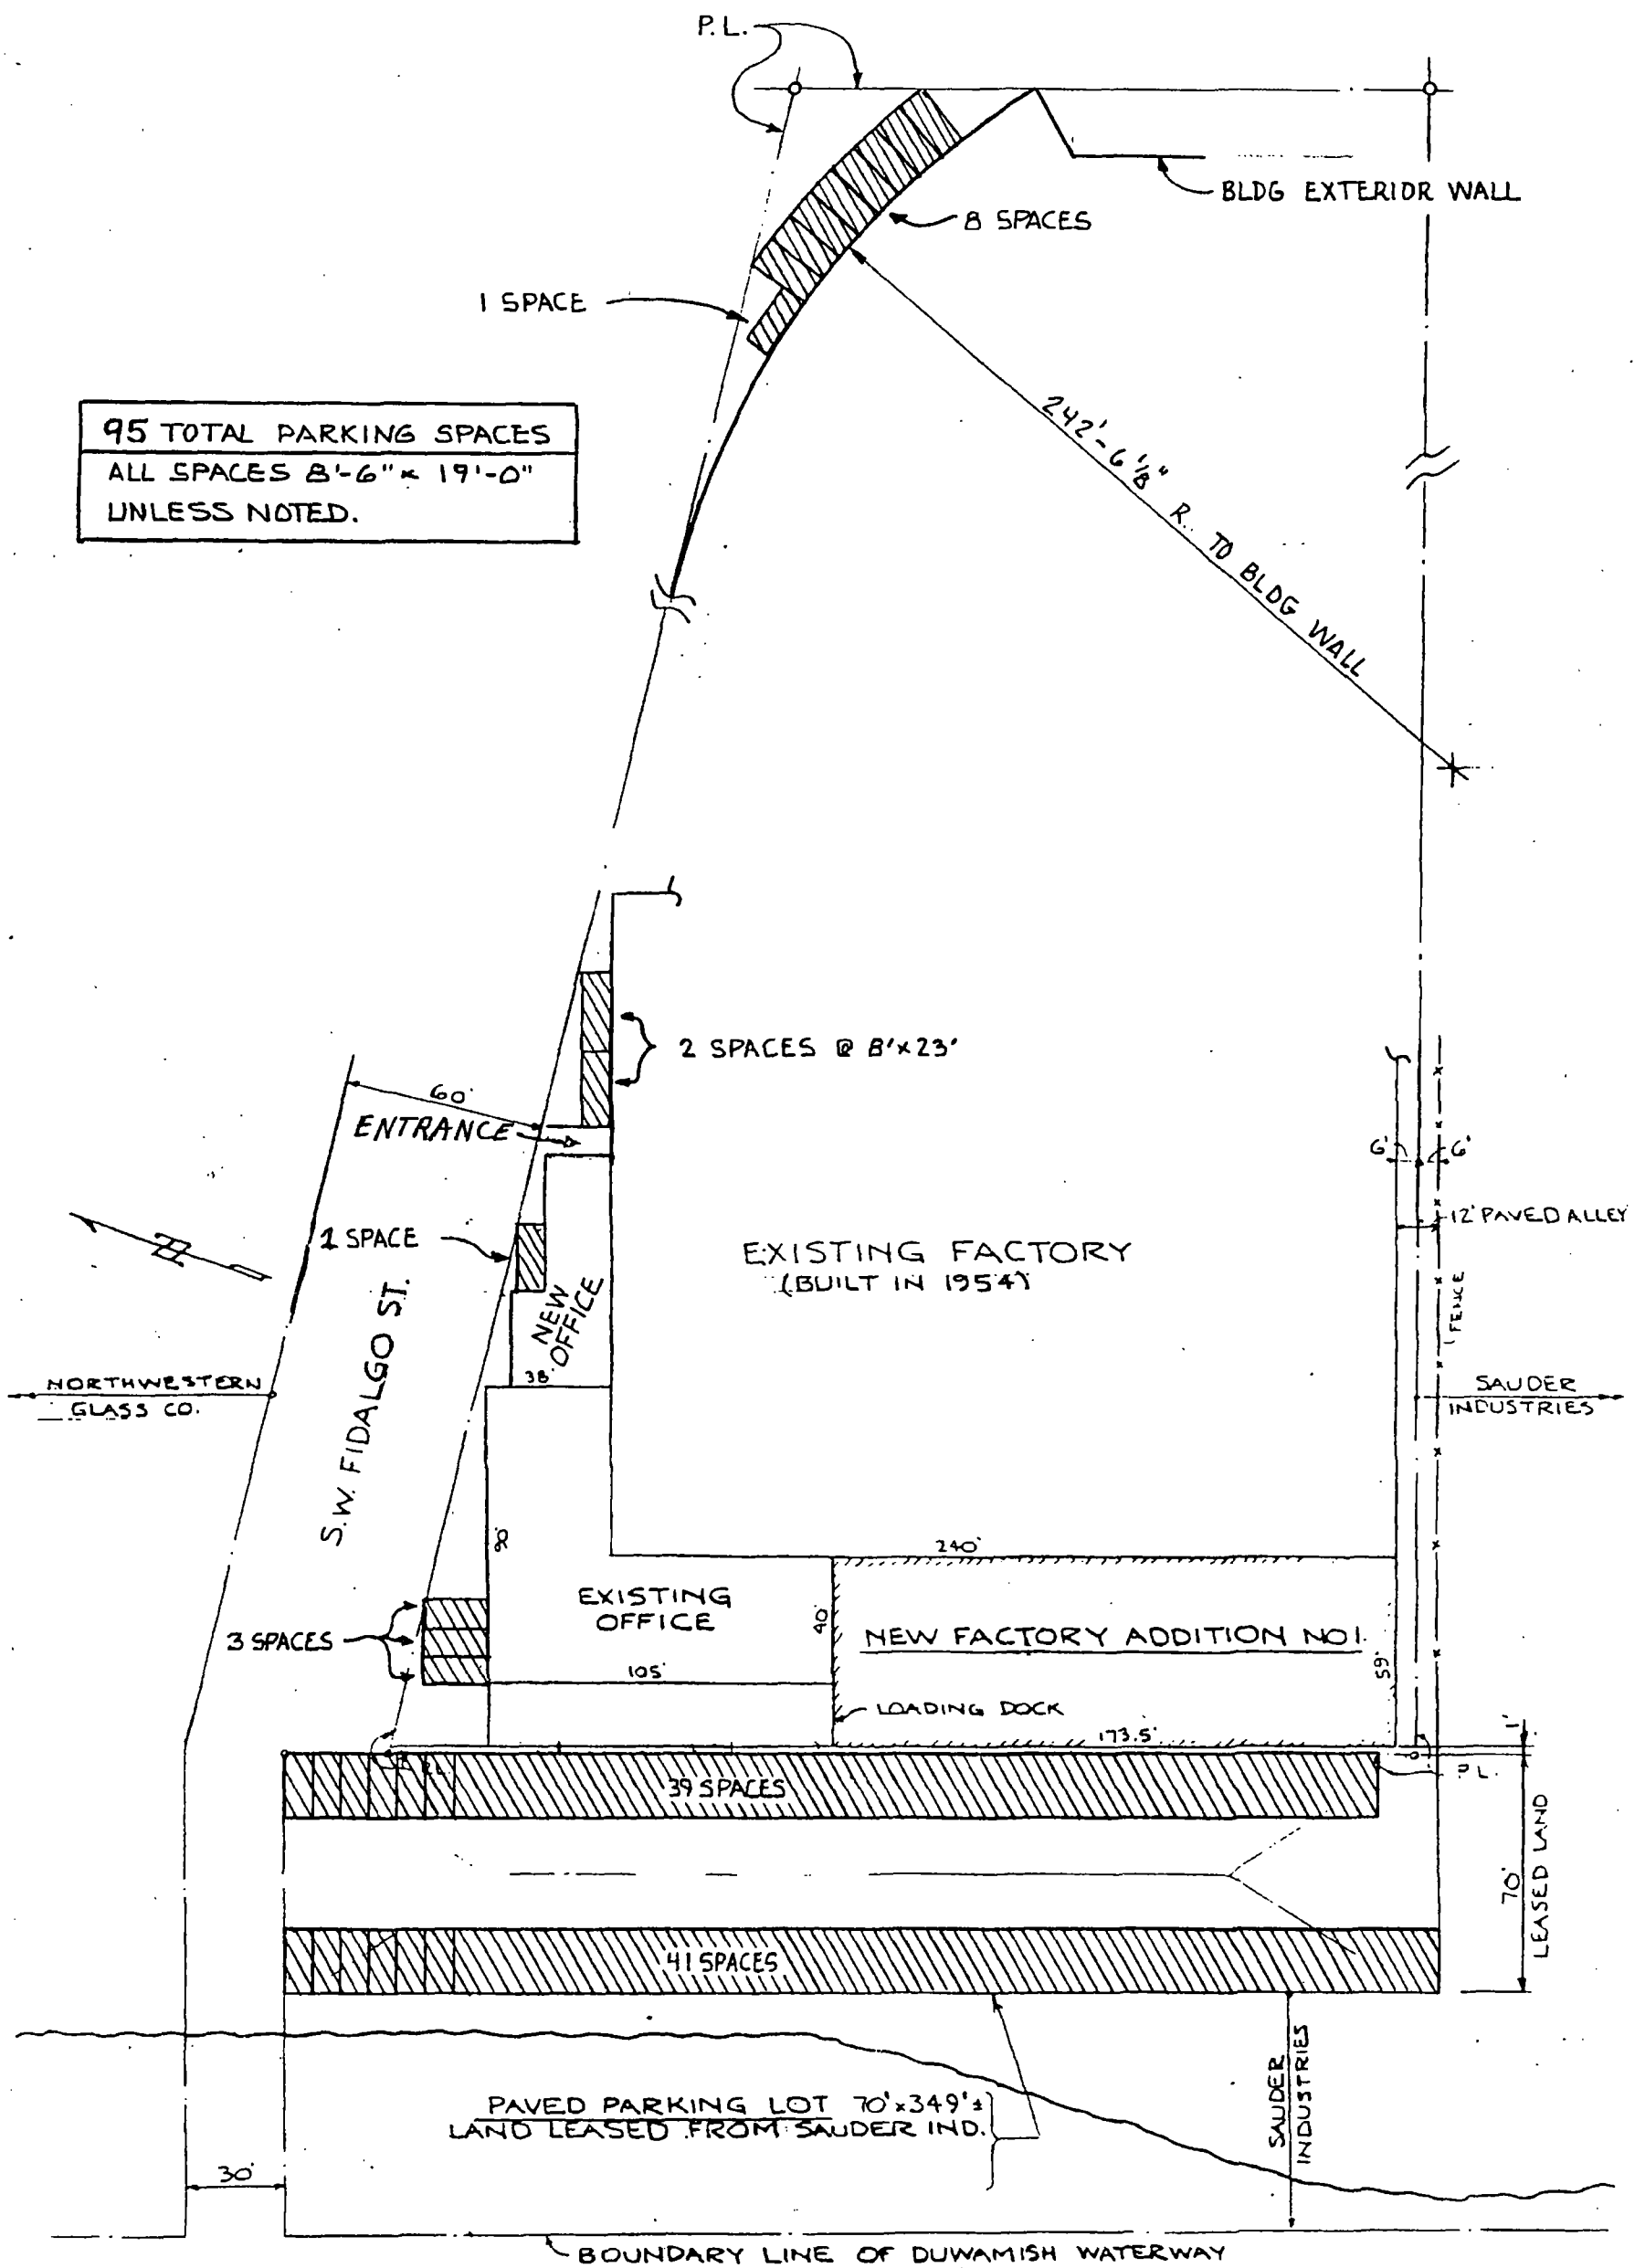 P.L.
BLDG EXTERIOR WALL
8 SPACES
1 SPACE
242'-6 1/8" R. TO BLDG WALL
95 TOTAL PARKING SPACES
ALL SPACES 8'-6" x 19'-0"
UNLESS NOTED.
2 SPACES @ 8'x23'
60'
ENTRANCE
6'
6'
12' PAVED ALLEY
N
1 SPACE
EXISTING FACTORY
(BUILT IN 1954)
NEW
OFFICE
FENCE
S.W. FIDALGO ST.
38'
NORTHWESTERN
GLASS CO.
SAUDER
INDUSTRIES
240'
EXISTING
OFFICE
40'
NEW FACTORY ADDITION NO 1.
59'
3 SPACES
105'
LOADING DOCK
173.5'
1'
P.L.
P.L.
39 SPACES
70'
LEASED LAND
41 SPACES
PAVED PARKING LOT 70'x349'±
LAND LEASED FROM SAUDER IND.
SAUDER
INDUSTRIES
30'
BOUNDARY LINE OF DUWAMISH WATERWAY